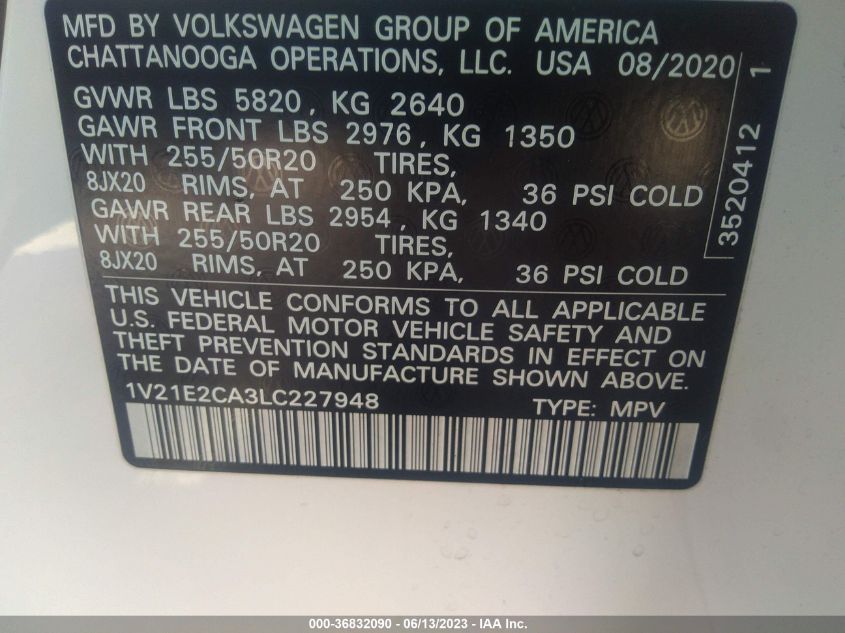 MFD BY VOLKSWAGEN GROUP OF AMERICA
CHATTANOOGA OPERATIONS, LLC. USA 08/2020
GVWR LBS 5820, KG 2640
GAWR FRONT LBS 2976, KG 1350
WITH 255/50R20 TIRES,
8JX20 RIMS, AT 250 KPA, 36 PSI COLD
GAWR REAR LBS 2954, KG 1340
WITH 255/50R20 TIRES,
8JX20 RIMS, AT 250 KPA, 36 PSI COLD
3520412 1
THIS VEHICLE CONFORMS TO ALL APPLICABLE
U.S. FEDERAL MOTOR VEHICLE SAFETY AND
THEFT PREVENTION STANDARDS IN EFFECT ON
THE DATE OF MANUFACTURE SHOWN ABOVE.
1V21E2CA3LC227948 TYPE: MPV
000-36832090 - 06/13/2023 - IAA Inc.